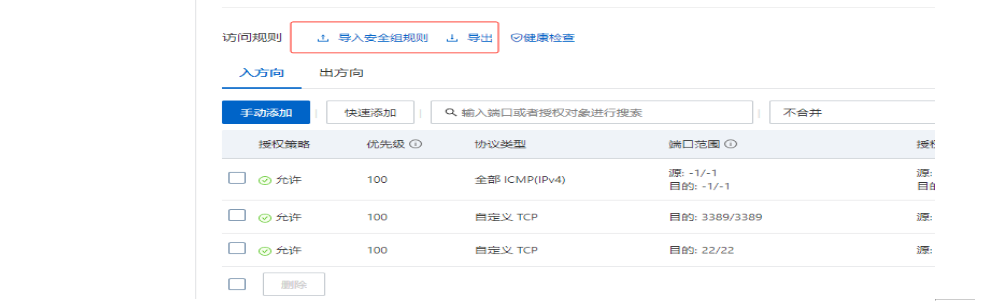 访问规则 导入安全组规则 导出 健康检查
入方向 出方向
手动添加 快速添加 输入端口或者授权对象进行搜索 不合并
授权策略 优先级 协议类型 端口范围
允许 100 全部 ICMP(IPv4) 源: -1/-1 源:
目的: -1/-1 目的
允许 100 自定义 TCP 目的: 3389/3389 源:
允许 100 自定义 TCP 目的: 22/22 源:
删除